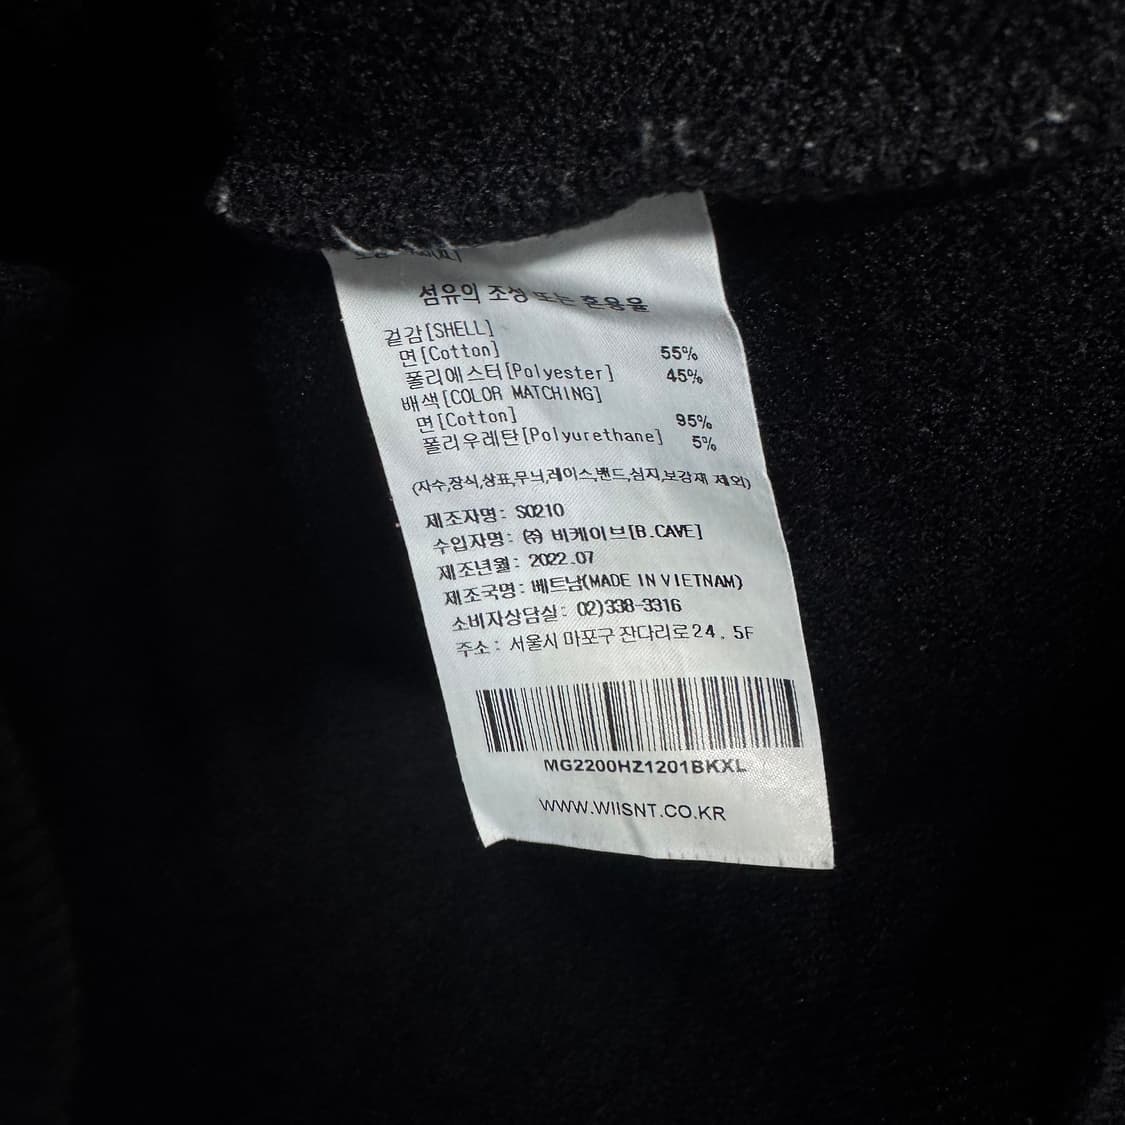 섬유의 조성 또는 혼용율
겉감[SHELL]
면[Cotton] 55%
폴리에스터[Polyester] 45%
배색[COLOR MATCHING]
면[Cotton] 95%
폴리우레탄[Polyurethane] 5%
(자수,장식,상표,무늬,레이스,밴드,심지,보강재 제외)
제조자명: S0210
수입자명: ㈜ 비케이브[B.CAVE]
제조년월: 2022.07
제조국명: 베트남(MADE IN VIETNAM)
소비자상담실: 02)338-3316
주소: 서울시 마포구 잔다리로24, 5F
MG2200HZ1201BKXL
WWW.WIISNT.CO.KR